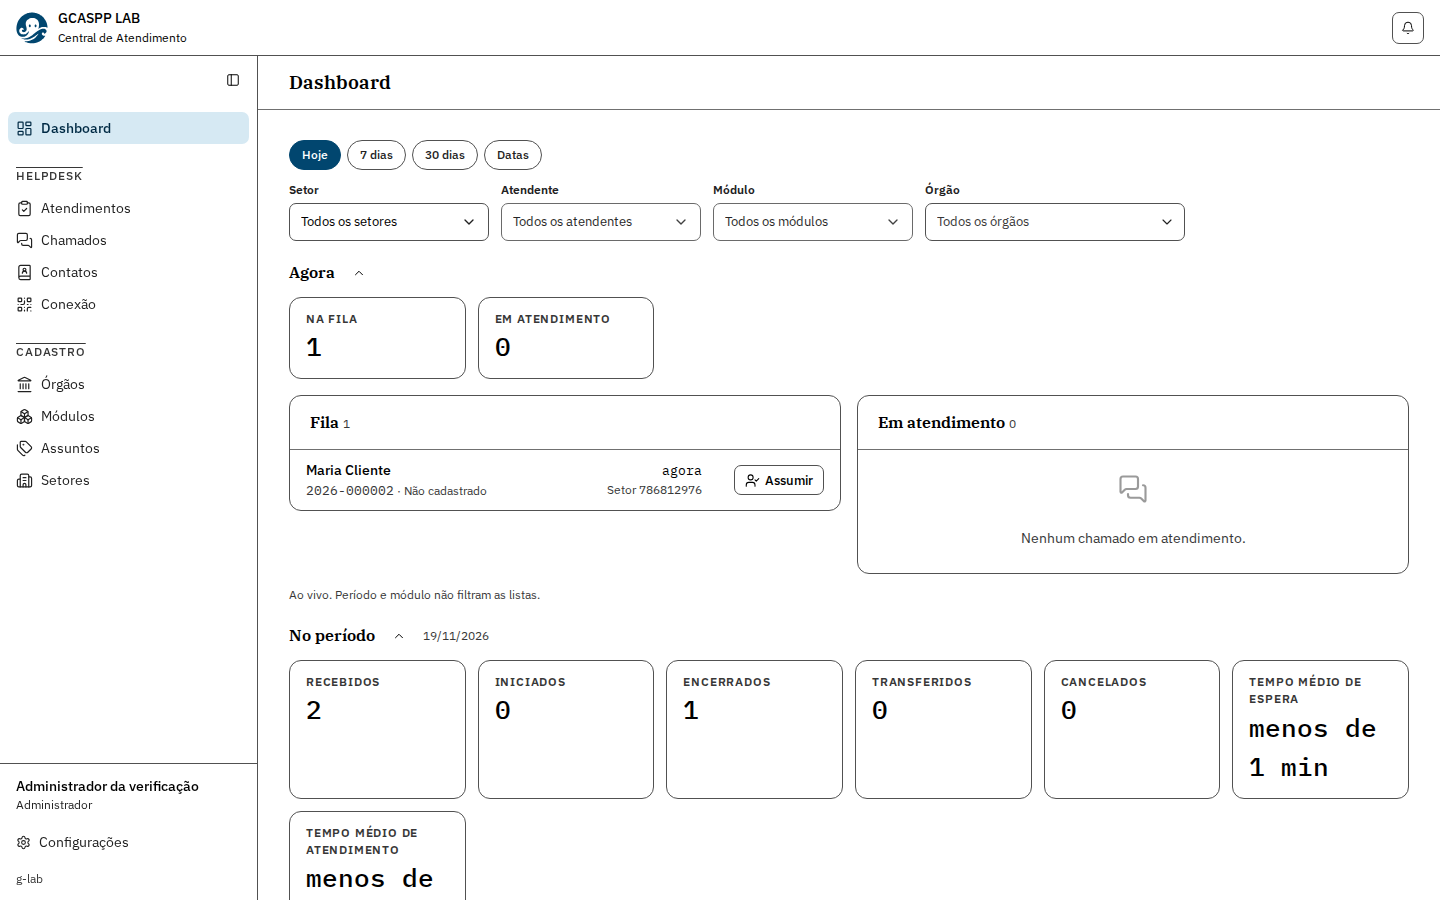 GCASPP LAB
Central de Atendimento
Dashboard
HELPDESK
Atendimentos
Chamados
Contatos
Conexão
CADASTRO
Órgãos
Módulos
Assuntos
Setores
Administrador da verificação
Administrador
Configurações
g-lab
Dashboard
Hoje 7 dias 30 dias Datas
Setor Atendente Módulo Órgão
Todos os setores Todos os atendentes Todos os módulos Todos os órgãos
Agora
NA FILA EM ATENDIMENTO
1 0
Fila 1
Maria Cliente agora
2026-000002 · Não cadastrado Setor 786812976
Assumir
Em atendimento 0
Nenhum chamado em atendimento.
Ao vivo. Período e módulo não filtram as listas.
No período 19/11/2026
RECEBIDOS
2
INICIADOS
0
ENCERRADOS
1
TRANSFERIDOS
0
CANCELADOS
0
TEMPO MÉDIO DE
ESPERA
menos de
1 min
TEMPO MÉDIO DE
ATENDIMENTO
menos de